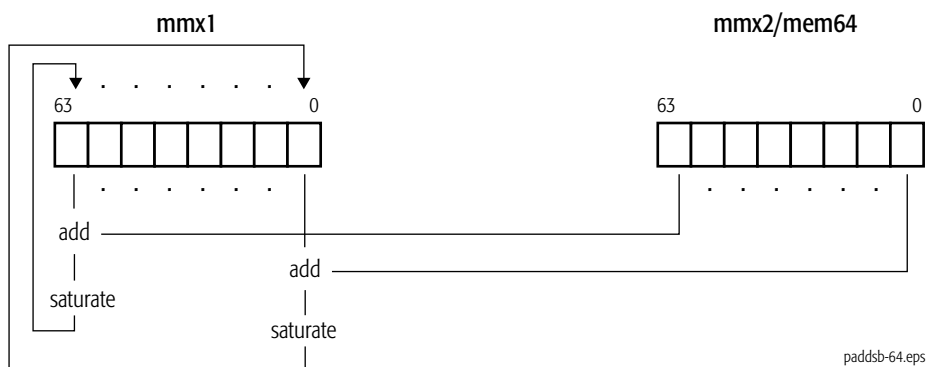 mmx1 mmx2/mem64
. . . . . .
63 0 63 0
. . . . . . . . . . . .
add
add
saturate
saturate
paddsb-64.eps